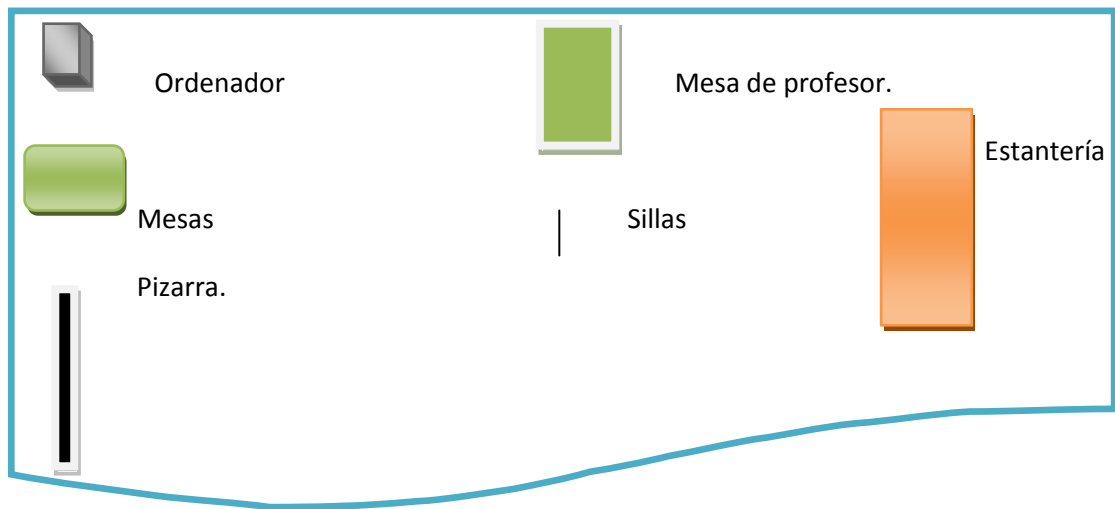 Ordenador
Mesa de profesor.
Estantería
Mesas
Sillas
Pizarra.